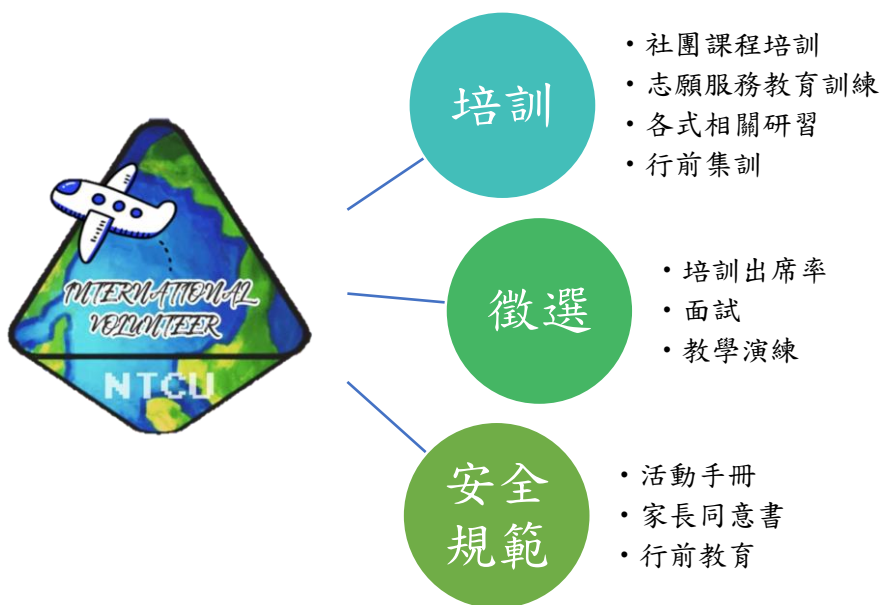 INTERNATIONAL
VOLUNTEER
NTCU
培訓
・社團課程培訓
・志願服務教育訓練
・各式相關研習
・行前集訓
徵選
・培訓出席率
・面試
・教學演練
安全
規範
・活動手冊
・家長同意書
・行前教育